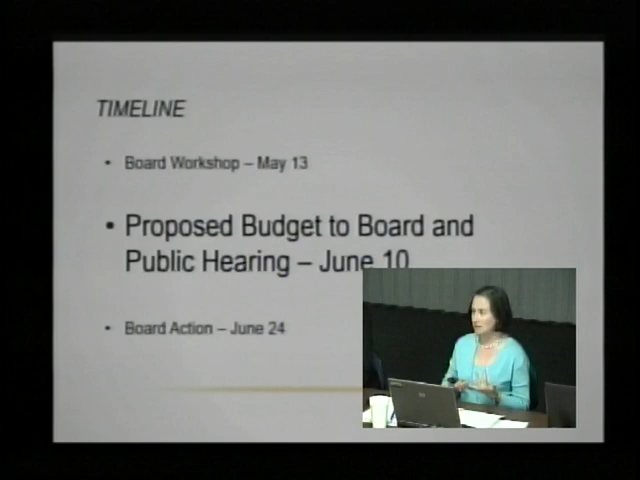 TIMELINE
• Board Workshop – May 13
• Proposed Budget to Board and
Public Hearing – June 10
• Board Action – June 24